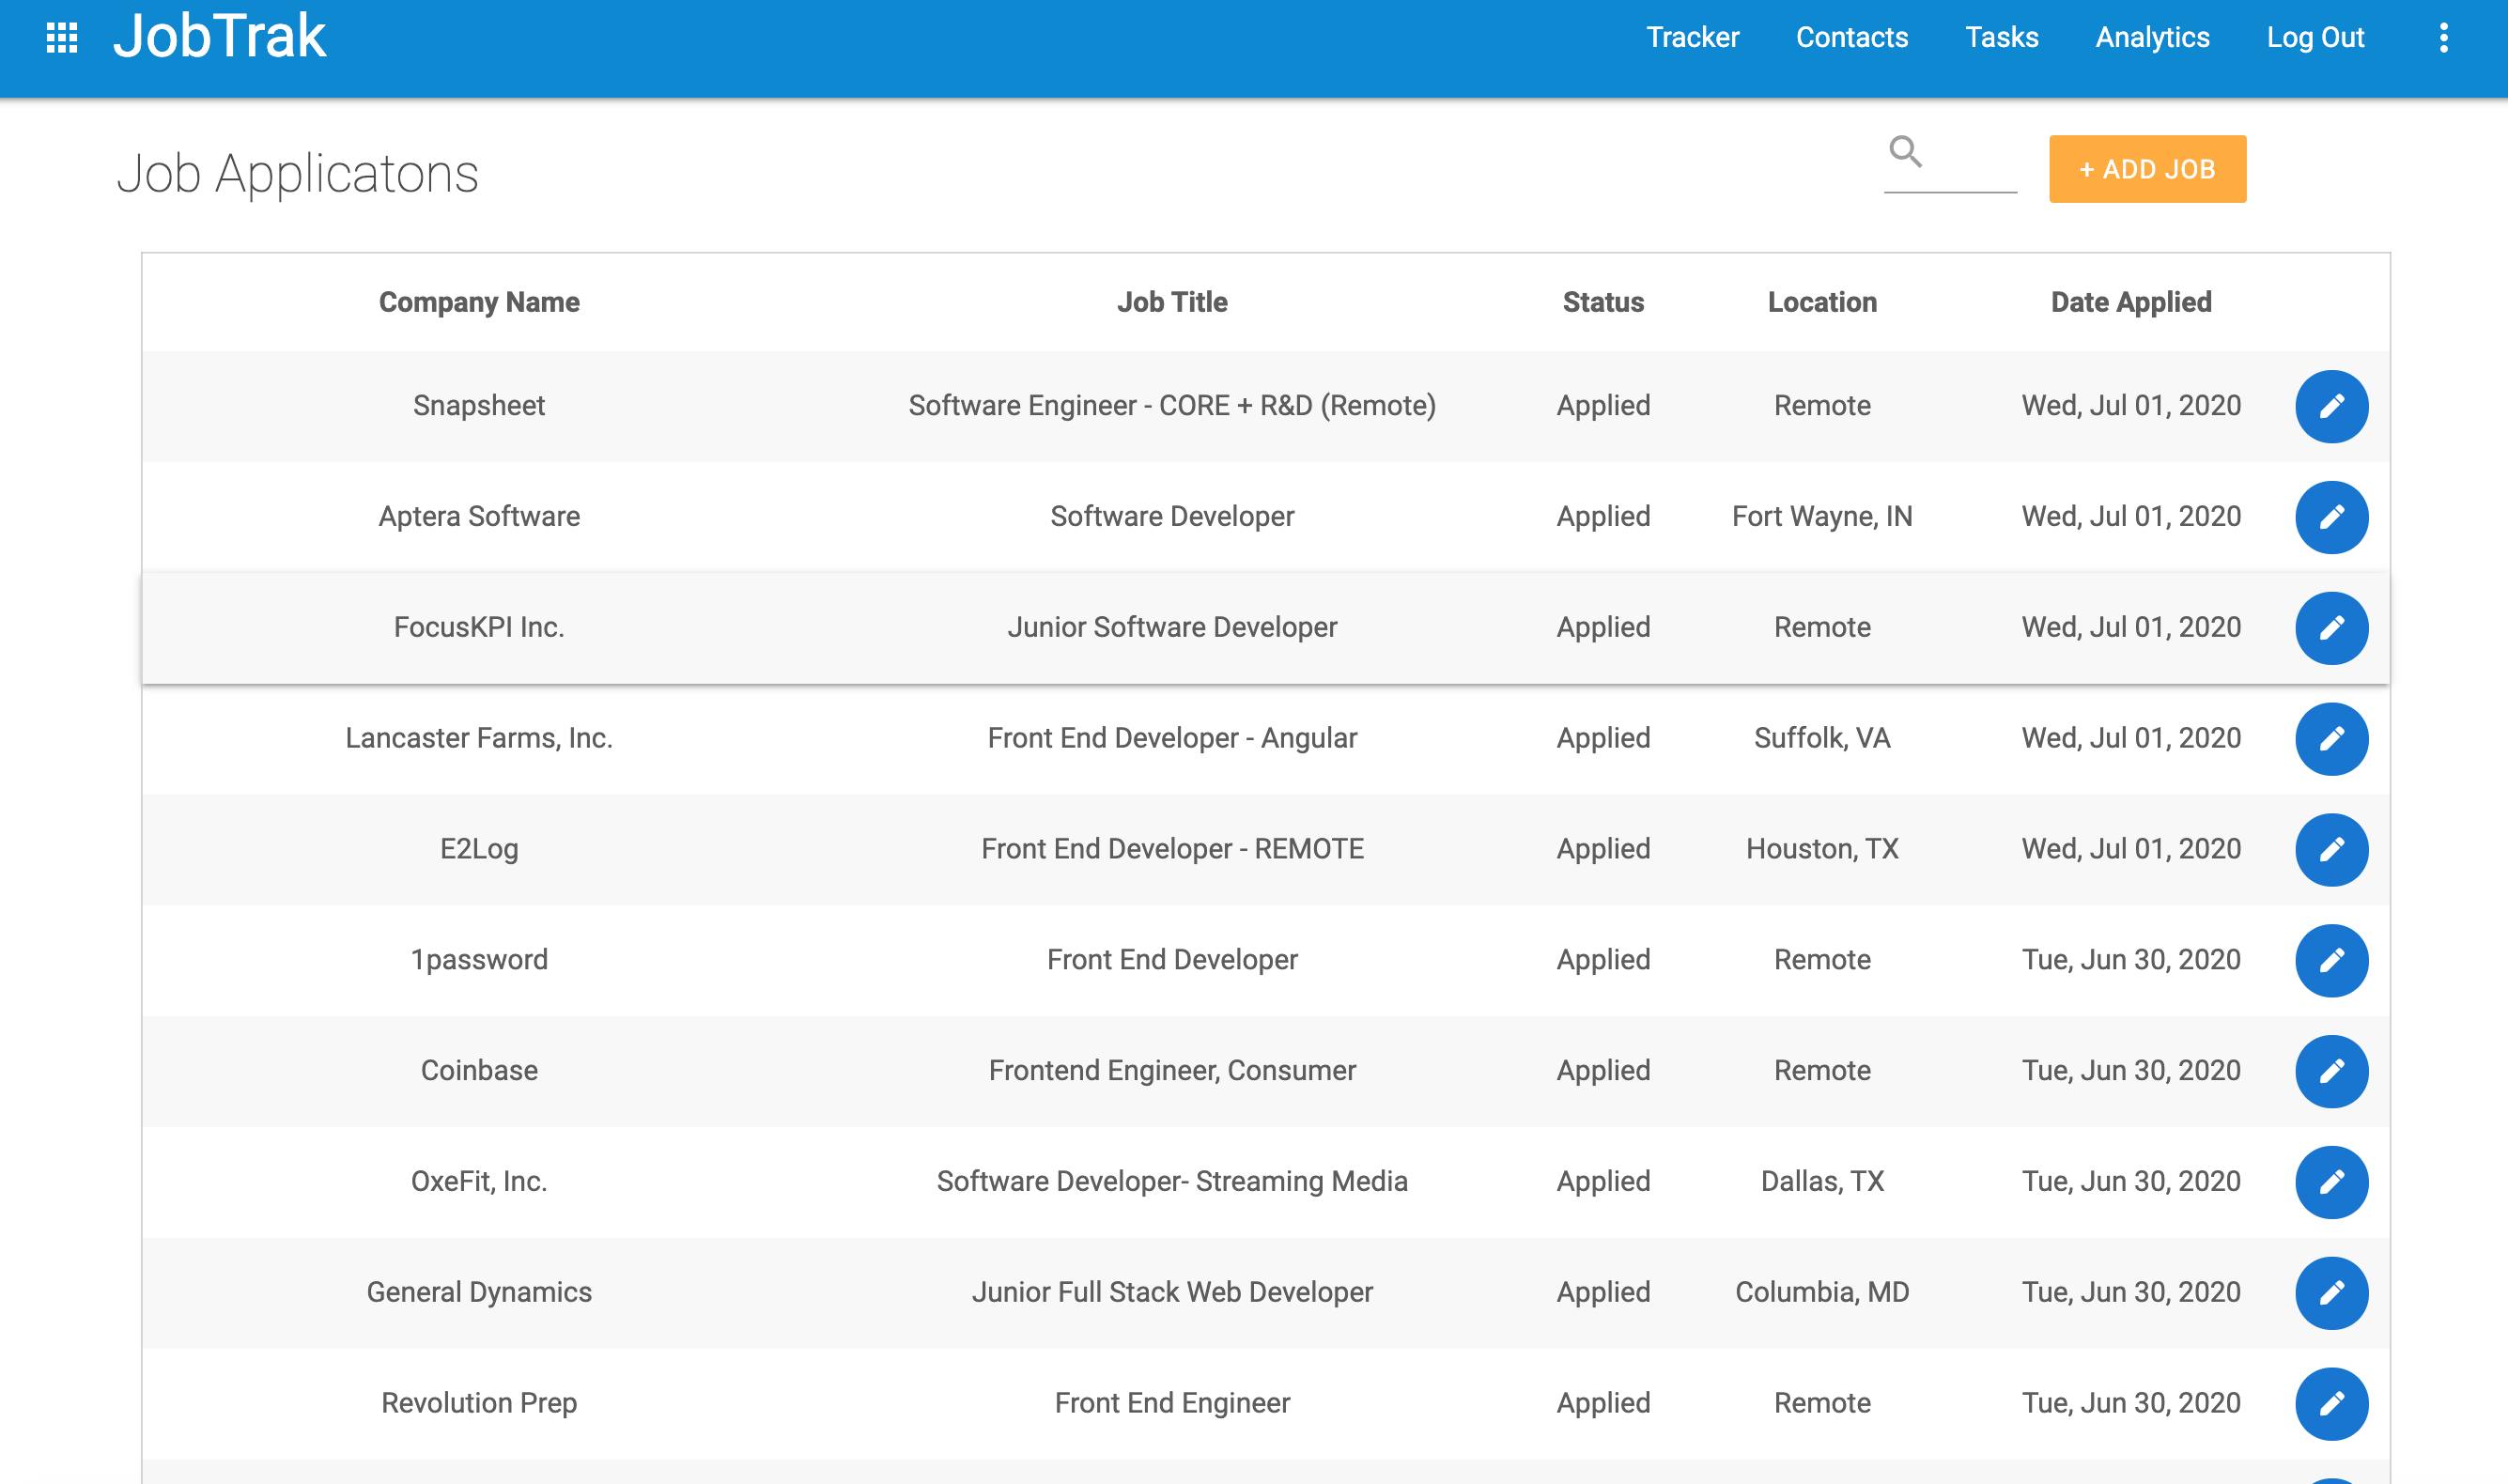 JobTrak Tracker Contacts Tasks Analytics Log Out
Job Applicatons + ADD JOB
Company Name Job Title Status Location Date Applied
Snapsheet Software Engineer - CORE + R&D (Remote) Applied Remote Wed, Jul 01, 2020
Aptera Software Software Developer Applied Fort Wayne, IN Wed, Jul 01, 2020
FocusKPI Inc. Junior Software Developer Applied Remote Wed, Jul 01, 2020
Lancaster Farms, Inc. Front End Developer - Angular Applied Suffolk, VA Wed, Jul 01, 2020
E2Log Front End Developer - REMOTE Applied Houston, TX Wed, Jul 01, 2020
1password Front End Developer Applied Remote Tue, Jun 30, 2020
Coinbase Frontend Engineer, Consumer Applied Remote Tue, Jun 30, 2020
OxeFit, Inc. Software Developer- Streaming Media Applied Dallas, TX Tue, Jun 30, 2020
General Dynamics Junior Full Stack Web Developer Applied Columbia, MD Tue, Jun 30, 2020
Revolution Prep Front End Engineer Applied Remote Tue, Jun 30, 2020